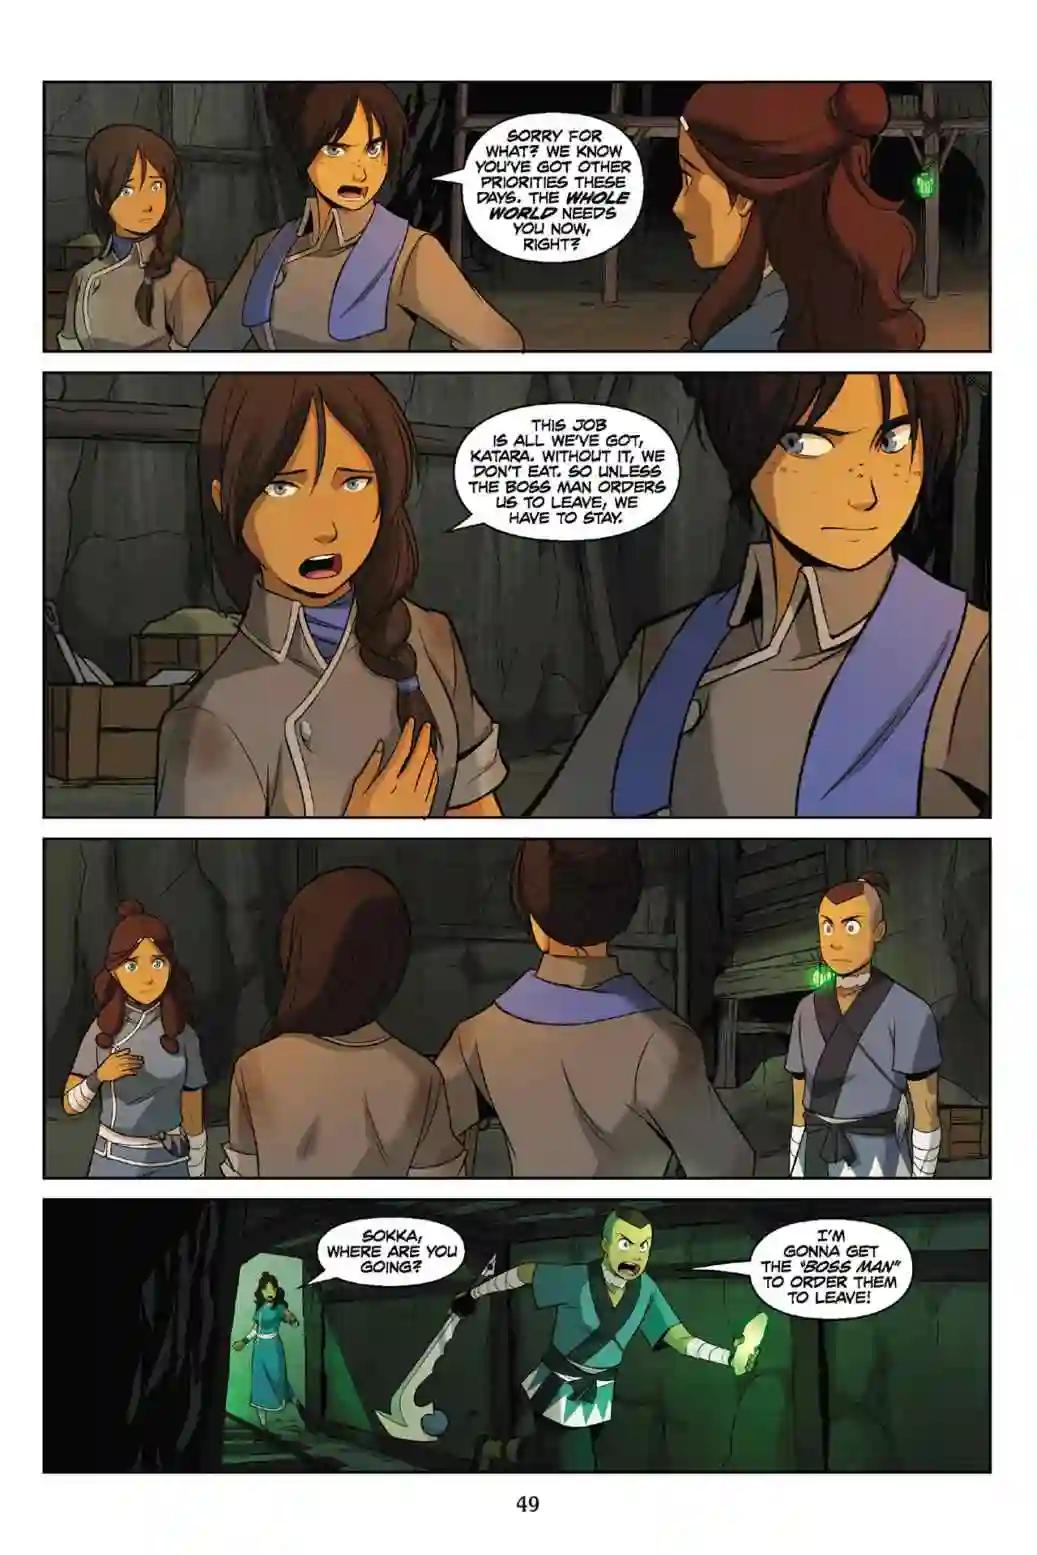 SORRY FOR
WHAT? WE KNOW
YOU'VE GOT OTHER
PRIORITIES THESE
DAYS. THE WHOLE
WORLD NEEDS
YOU NOW,
RIGHT?
THIS JOB
IS ALL WE'VE GOT,
KATARA. WITHOUT IT, WE
DON'T EAT. SO UNLESS
THE BOSS MAN ORDERS
US TO LEAVE, WE
HAVE TO STAY.
SOKKA,
WHERE ARE YOU
GOING?
I'M
GONNA GET
THE "BOSS MAN"
TO ORDER THEM
TO LEAVE!
49